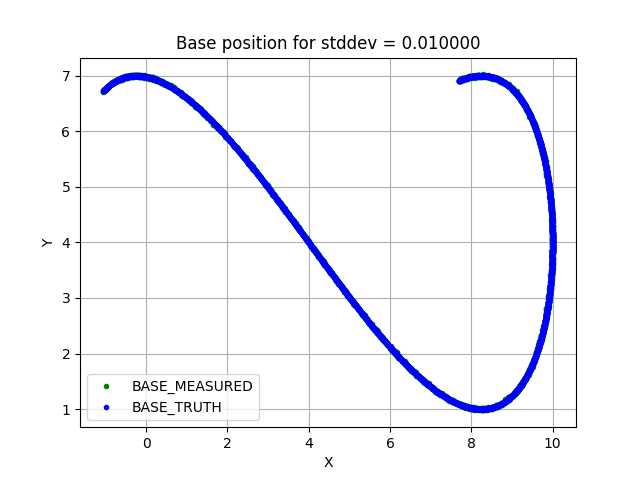 Base position for stddev = 0.010000
7
6
5
4
3
2
1
Y
BASE_MEASURED
BASE_TRUTH
0 2 4 6 8 10
X